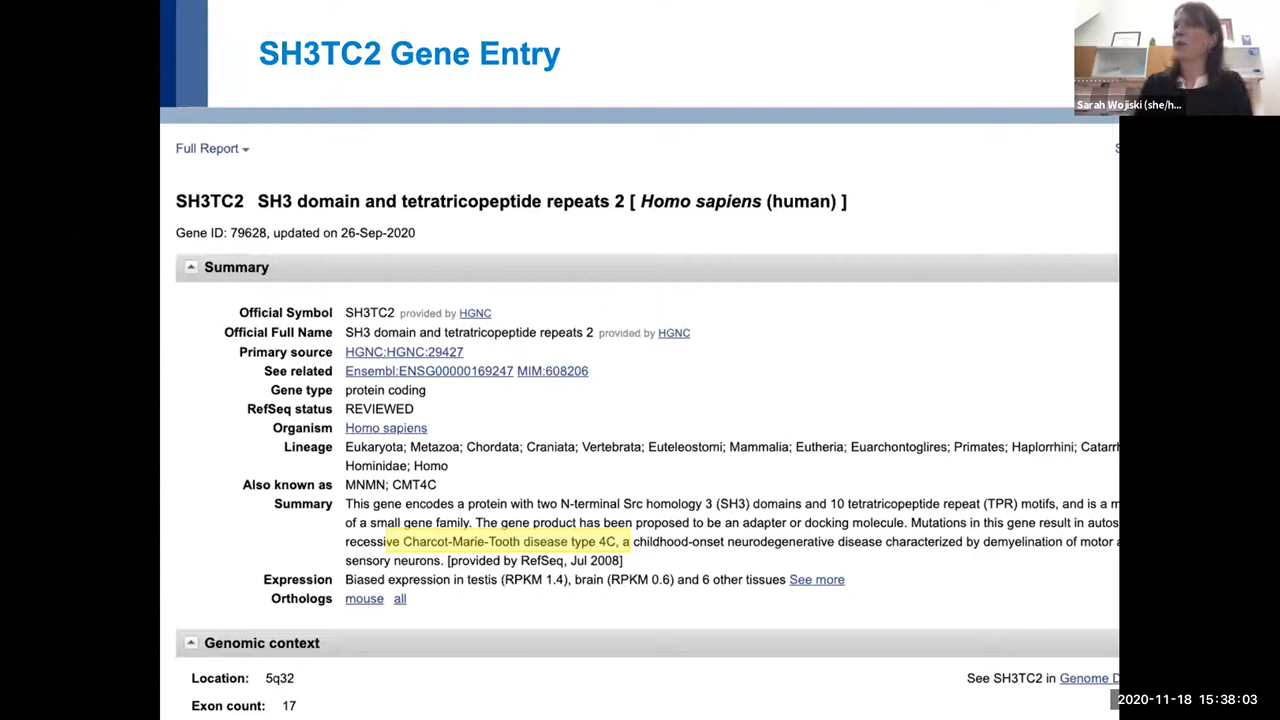 SH3TC2 Gene Entry
Sarah Wojiski (she/h...
Full Report
SH3TC2 SH3 domain and tetratricopeptide repeats 2 [ Homo sapiens (human) ]
Gene ID: 79628, updated on 26-Sep-2020
Summary
Official Symbol SH3TC2 provided by HGNC
Official Full Name SH3 domain and tetratricopeptide repeats 2 provided by HGNC
Primary source HGNC:HGNC:29427
See related Ensembl:ENSG00000169247 MIM:608206
Gene type protein coding
RefSeq status REVIEWED
Organism Homo sapiens
Lineage Eukaryota; Metazoa; Chordata; Craniata; Vertebrata; Euteleostomi; Mammalia; Eutheria; Euarchontoglires; Primates; Haplorrhini; Catarrh
Hominidae; Homo
Also known as MNMN; CMT4C
Summary This gene encodes a protein with two N-terminal Src homology 3 (SH3) domains and 10 tetratricopeptide repeat (TPR) motifs, and is a m
of a small gene family. The gene product has been proposed to be an adapter or docking molecule. Mutations in this gene result in autos
recessive Charcot-Marie-Tooth disease type 4C, a childhood-onset neurodegenerative disease characterized by demyelination of motor a
sensory neurons. [provided by RefSeq, Jul 2008]
Expression Biased expression in testis (RPKM 1.4), brain (RPKM 0.6) and 6 other tissues See more
Orthologs mouse all
Genomic context
Location: 5q32
See SH3TC2 in Genome D
Exon count: 17
2020-11-18 15:38:03